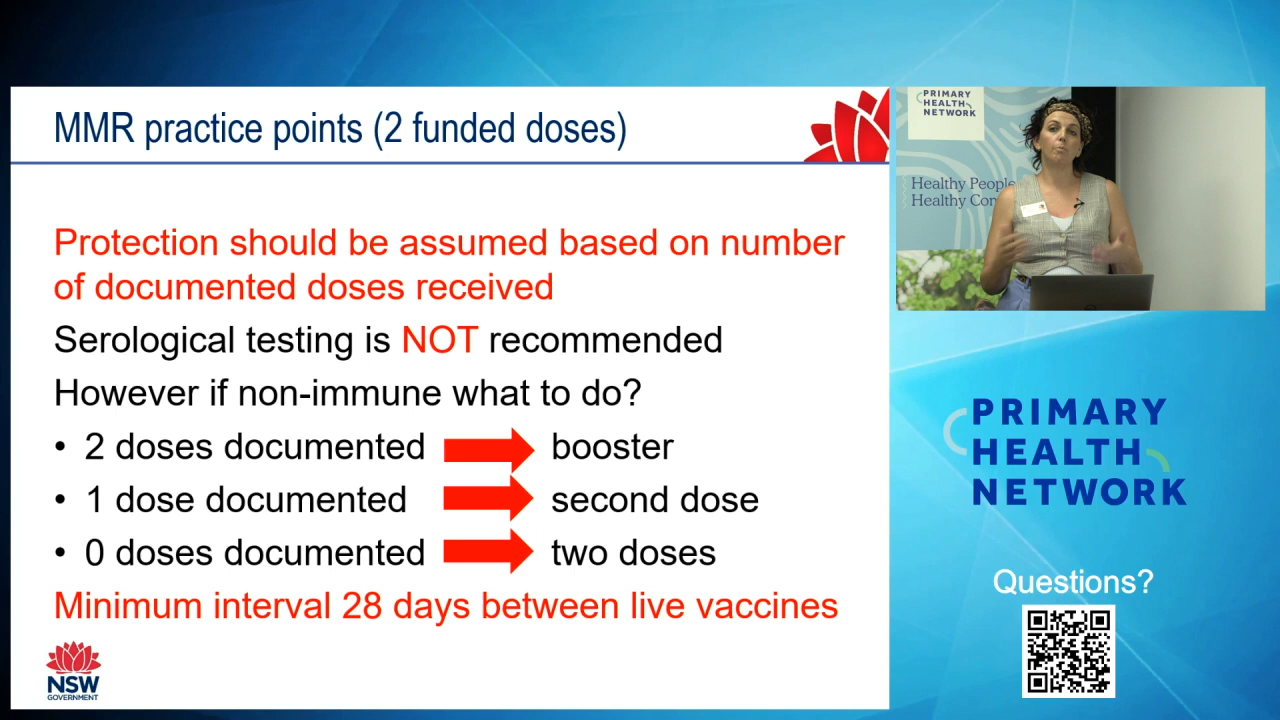 MMR practice points (2 funded doses)
Protection should be assumed based on number
of documented doses received
Serological testing is NOT recommended
However if non-immune what to do?
• 2 doses documented booster
• 1 dose documented second dose
• 0 doses documented two doses
Minimum interval 28 days between live vaccines
NSW
GOVERNMENT
PRIMARY
HEALTH
NETWORK
Healthy People
Healthy
PRIMARY
HEALTH
NETWORK
Questions?